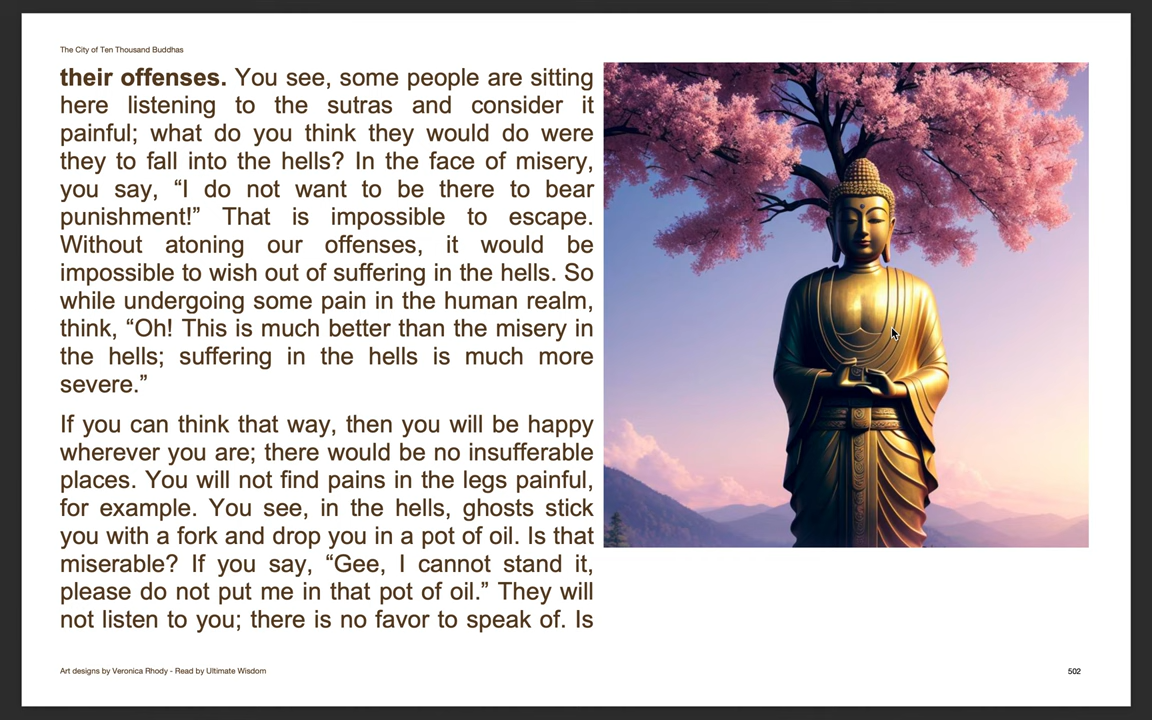 The City of Ten Thousand Buddhas
their offenses. You see, some people are sitting
here listening to the sutras and consider it
painful; what do you think they would do were
they to fall into the hells? In the face of misery,
you say, “I do not want to be there to bear
punishment!” That is impossible to escape.
Without atoning our offenses, it would be
impossible to wish out of suffering in the hells. So
while undergoing some pain in the human realm,
think, “Oh! This is much better than the misery in
the hells; suffering in the hells is much more
severe.”
If you can think that way, then you will be happy
wherever you are; there would be no insufferable
places. You will not find pains in the legs painful,
for example. You see, in the hells, ghosts stick
you with a fork and drop you in a pot of oil. Is that
miserable? If you say, “Gee, I cannot stand it,
please do not put me in that pot of oil.” They will
not listen to you; there is no favor to speak of. Is
Art designs by Veronica Rhody - Read by Ultimate Wisdom
502